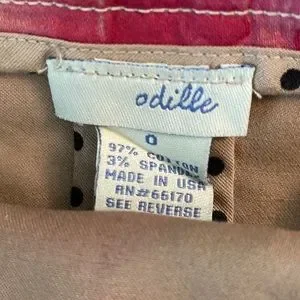 odille
0
97% COTTON
3% SPANDEX
MADE IN USA
RN#66170
SEE REVERSE